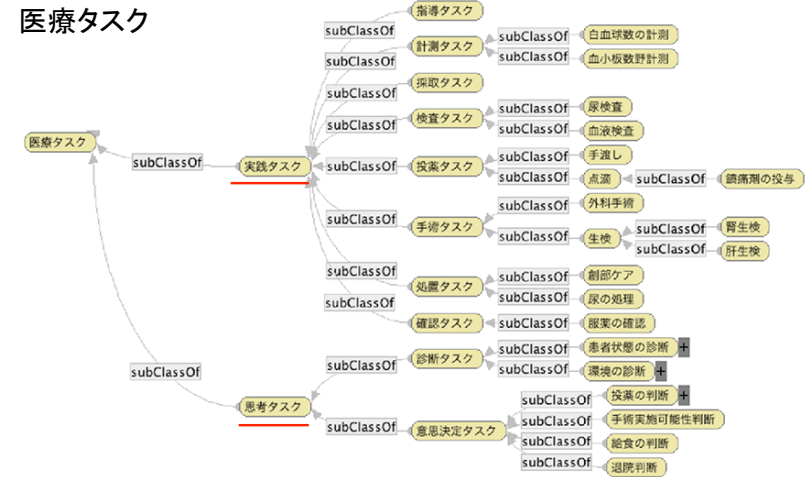 医療タスク
医療タスク
subClassOf
実践タスク
subClassOf
指導タスク
subClassOf
計測タスク
subClassOf
白血球数の計測
subClassOf
血小板数野計測
subClassOf
採取タスク
subClassOf
検査タスク
subClassOf
尿検査
subClassOf
血液検査
subClassOf
投薬タスク
subClassOf
手渡し
subClassOf
点滴
subClassOf
鎮痛剤の投与
subClassOf
手術タスク
subClassOf
外科手術
subClassOf
生検
subClassOf
腎生検
subClassOf
肝生検
subClassOf
処置タスク
subClassOf
創部ケア
subClassOf
尿の処理
subClassOf
確認タスク
subClassOf
服薬の確認
subClassOf
思考タスク
subClassOf
診断タスク
subClassOf
患者状態の診断 +
subClassOf
環境の診断 +
subClassOf
意思決定タスク
subClassOf
投薬の判断 +
subClassOf
手術実施可能性判断
subClassOf
給食の判断
subClassOf
退院判断